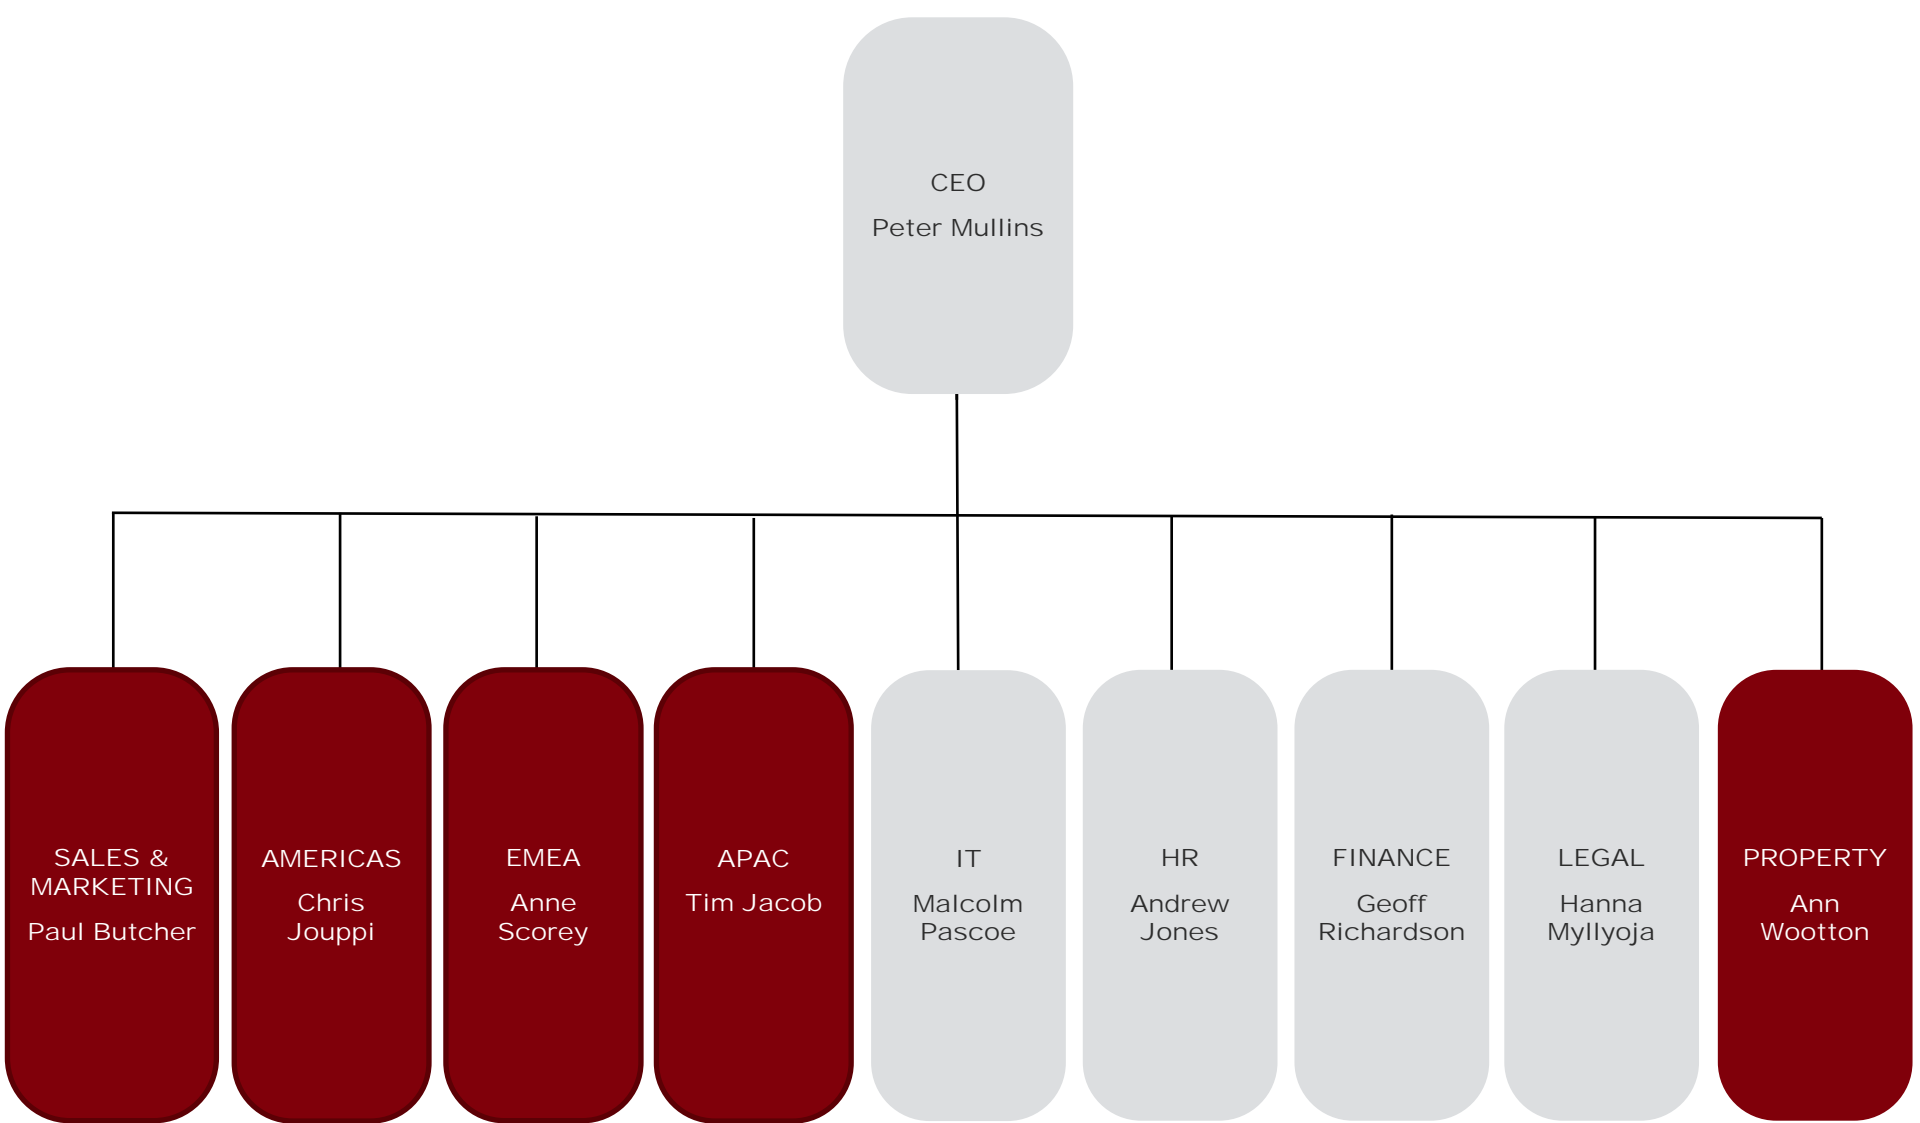 CEO
Peter Mullins
SALES &
MARKETING
Paul Butcher
AMERICAS
Chris
Jouppi
EMEA
Anne
Scorey
APAC
Tim Jacob
IT
Malcolm
Pascoe
HR
Andrew
Jones
FINANCE
Geoff
Richardson
LEGAL
Hanna
Myllyoja
PROPERTY
Ann
Wootton